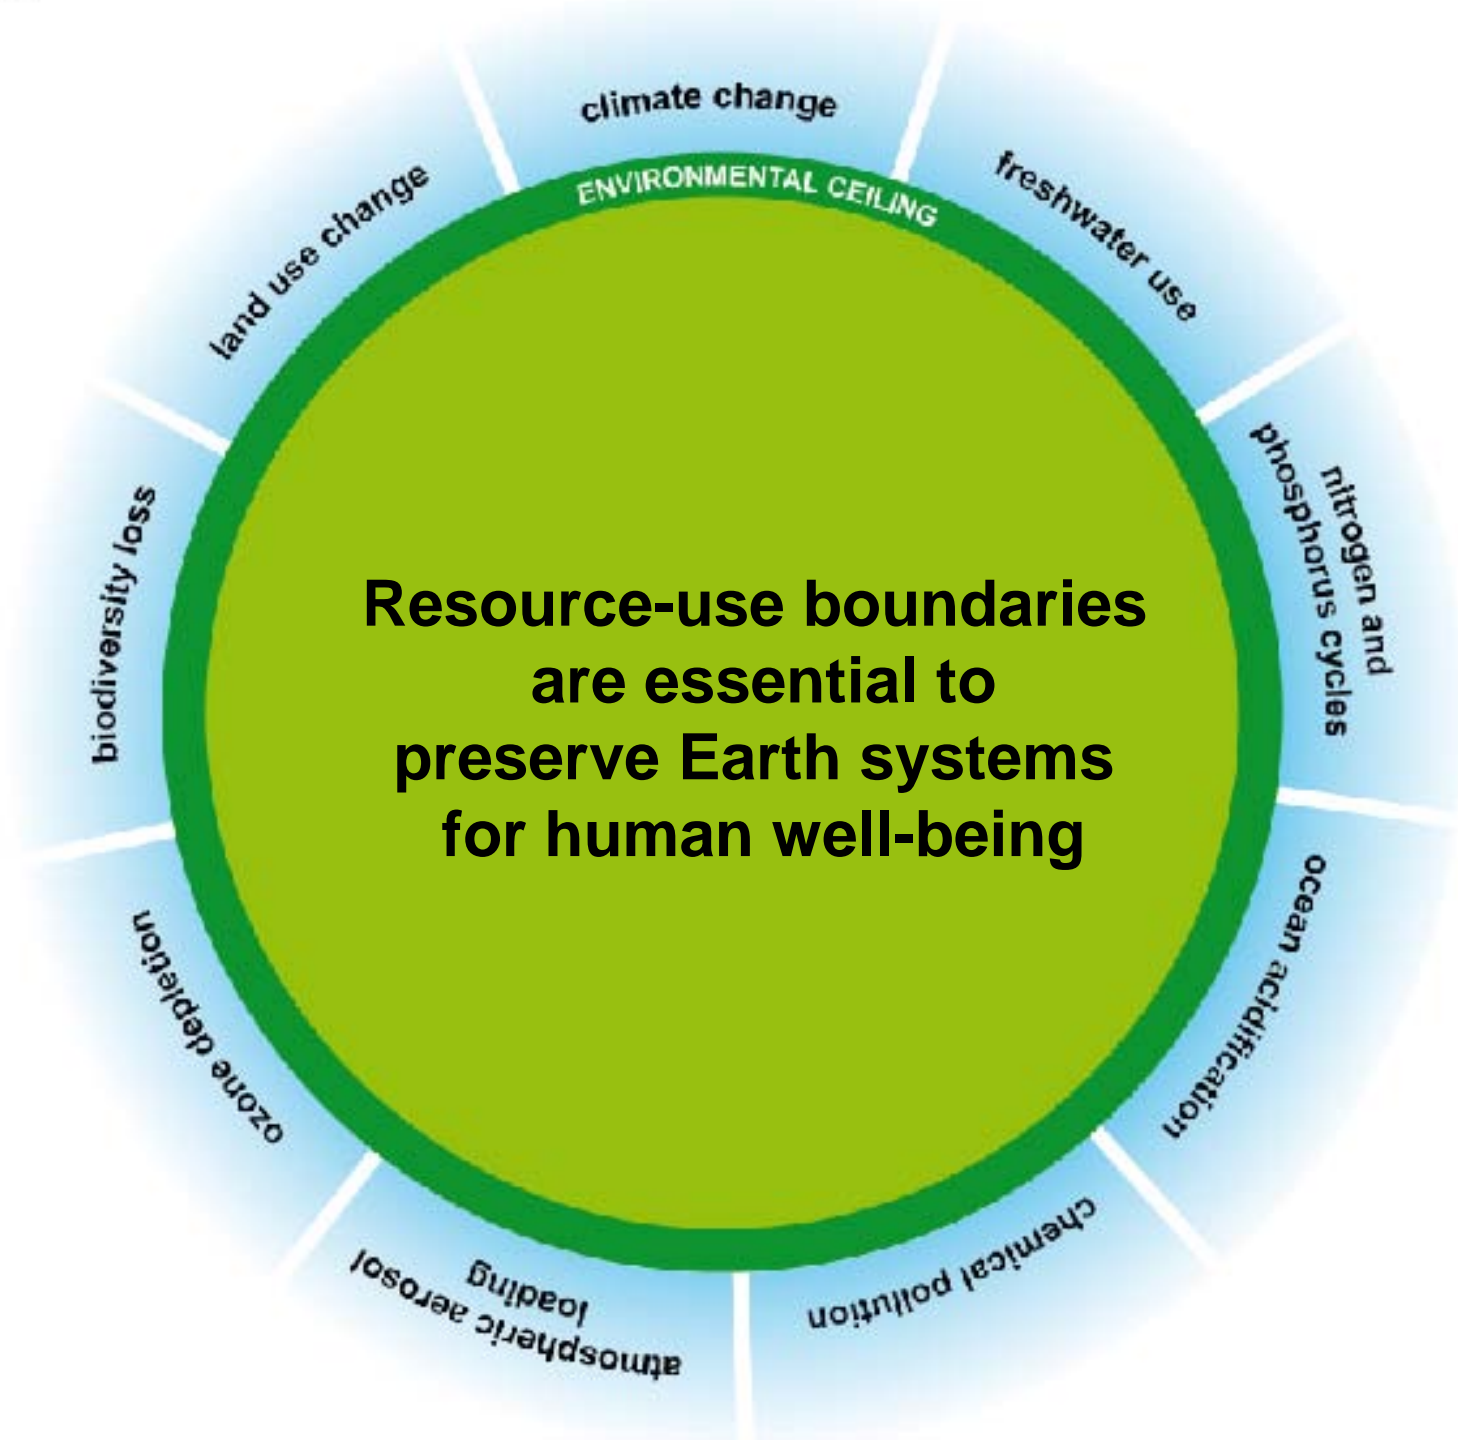 climate change
ENVIRONMENTAL CEILING
freshwater use
nitrogen and
phosphorus cycles
ocean acidification
chemical pollution
atmospheric aerosol
loading
ozone depletion
biodiversity loss
land use change
Resource-use boundaries
are essential to
preserve Earth systems
for human well-being